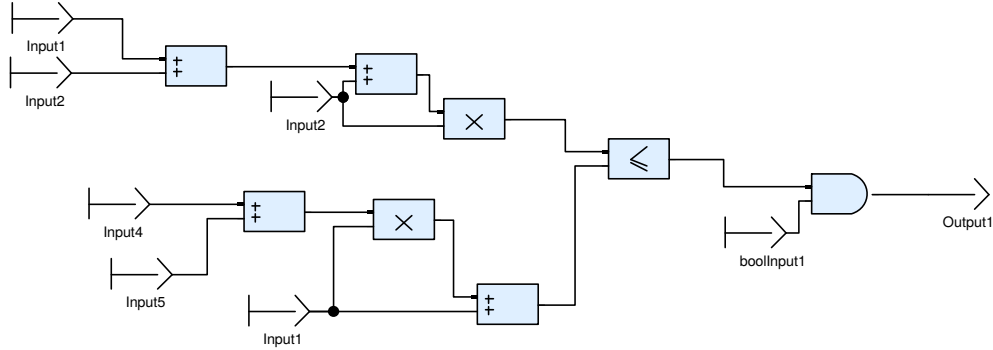 Input1
Input2
+
+
+
+
Input2
×
≤
Input4
+
+
×
Input5
boolInput1
Output1
+
+
Input1